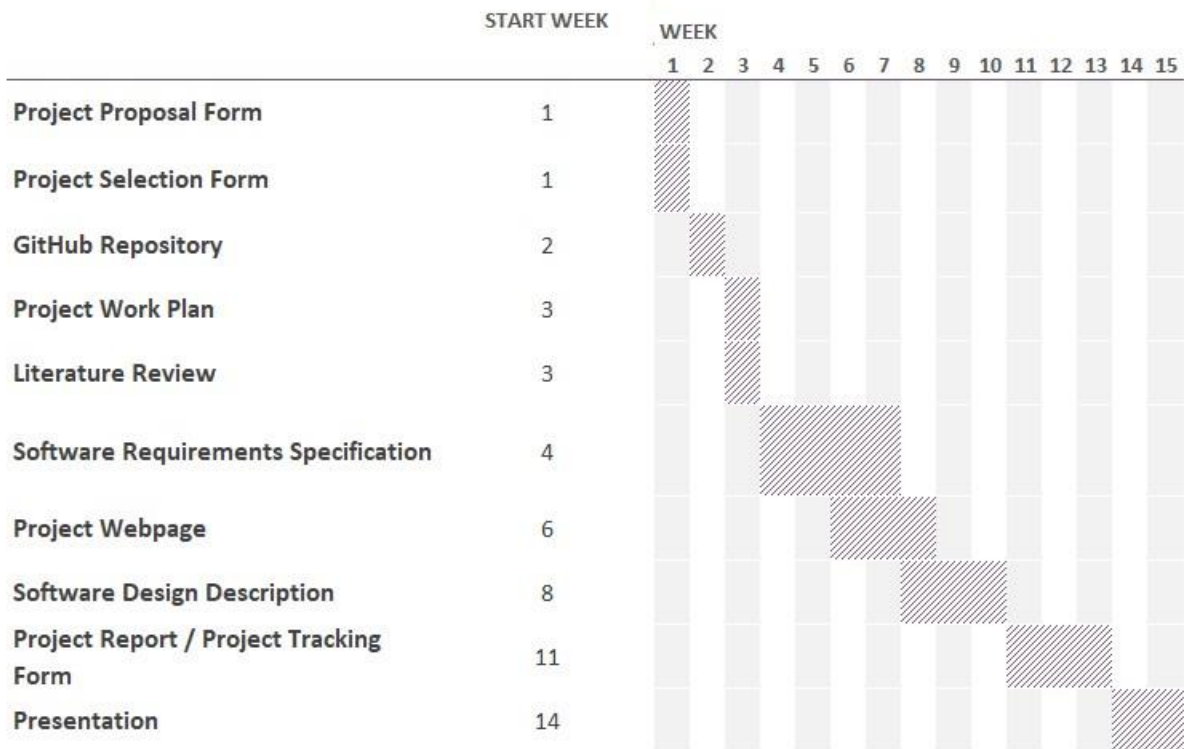 START WEEK
WEEK
1 2 3 4 5 6 7 8 9 10 11 12 13 14 15
Project Proposal Form 1
Project Selection Form 1
GitHub Repository 2
Project Work Plan 3
Literature Review 3
Software Requirements Specification 4
Project Webpage 6
Software Design Description 8
Project Report / Project Tracking
Form 11
Presentation 14